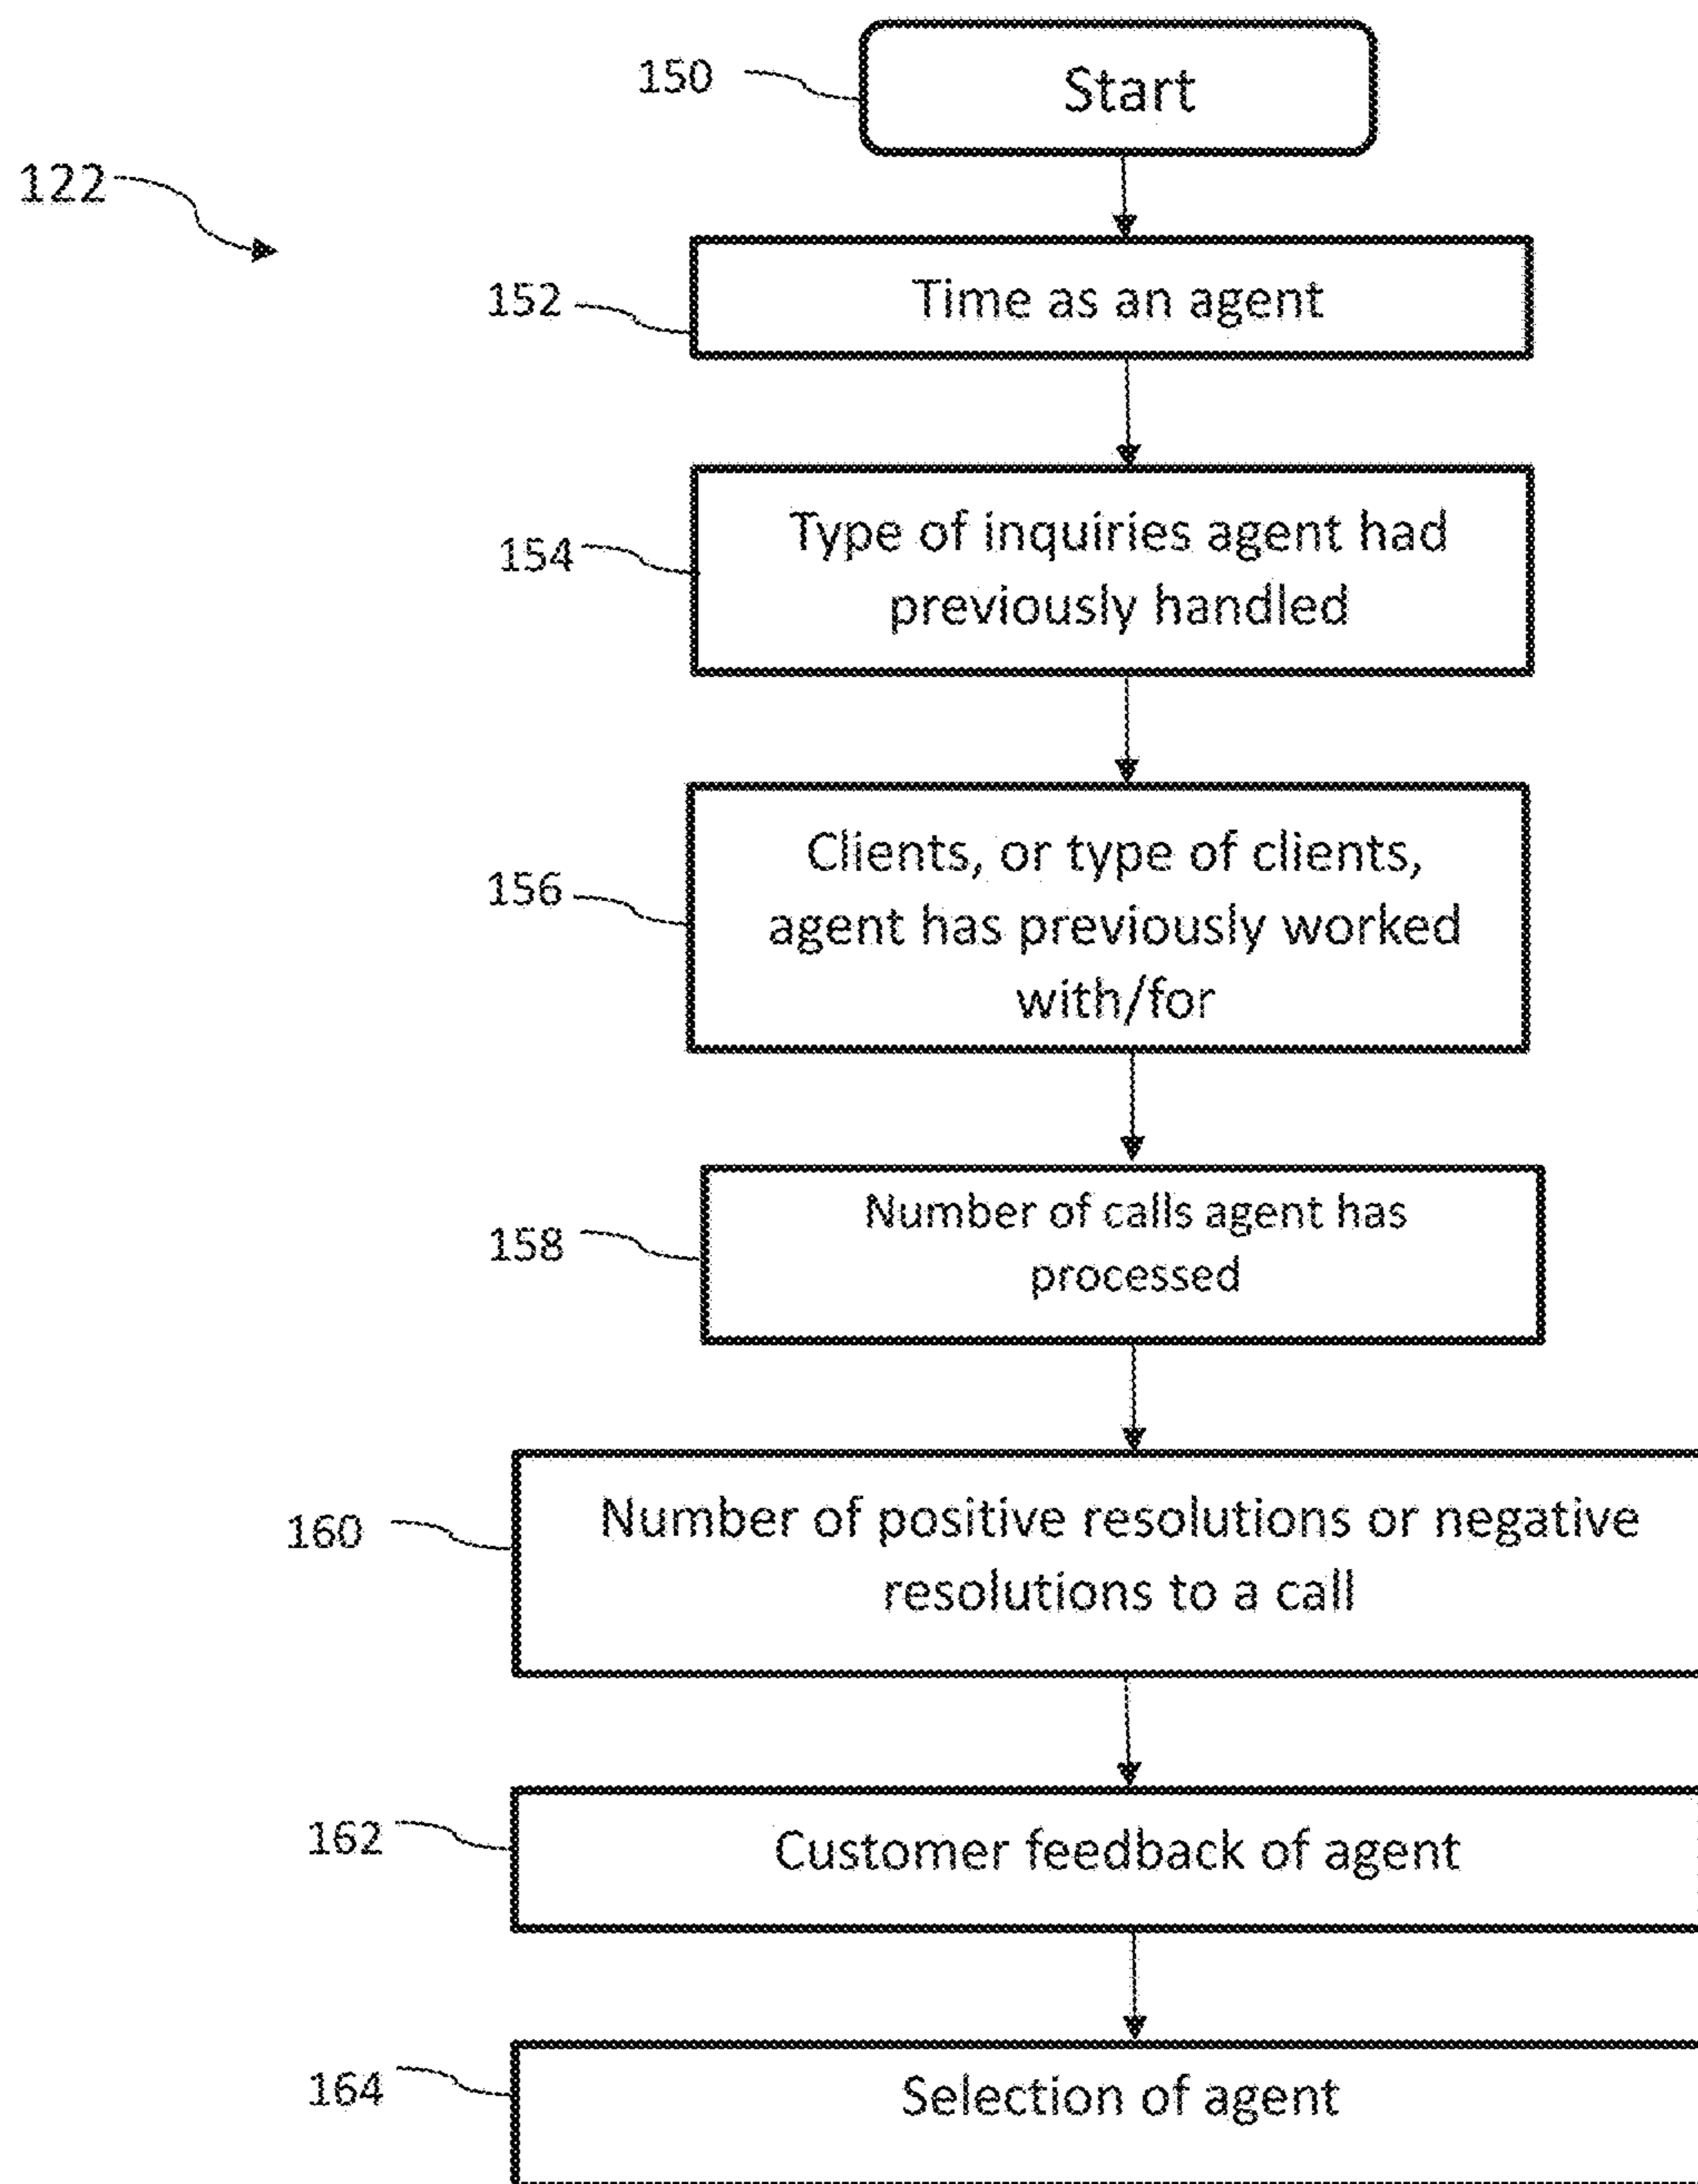 150
Start
122
152
Time as an agent
154
Type of inquiries agent had
previously handled
156
Clients, or type of clients,
agent has previously worked
with/for
158
Number of calls agent has
processed
160
Number of positive resolutions or negative
resolutions to a call
162
Customer feedback of agent
164
Selection of agent